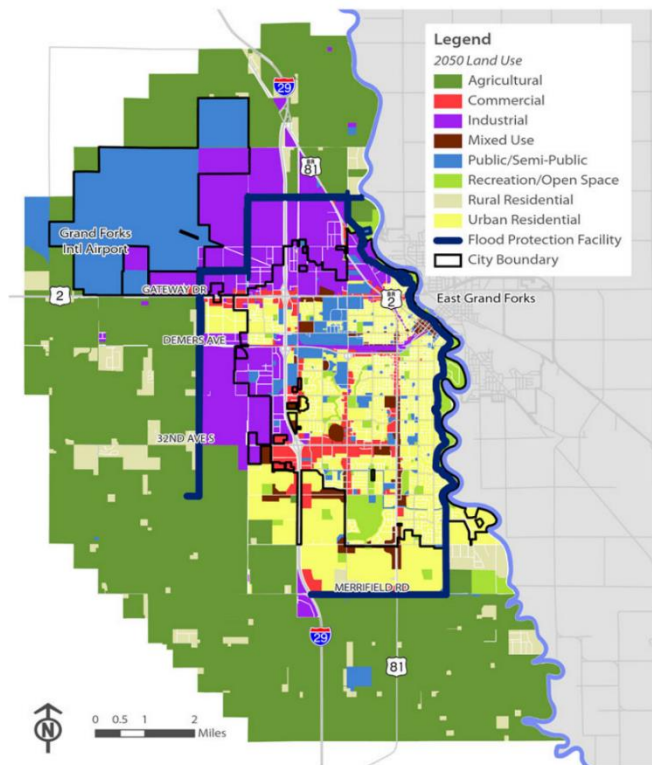 Legend
2050 Land Use
Agricultural
Commercial
Industrial
Mixed Use
Public/Semi-Public
Recreation/Open Space
Rural Residential
Urban Residential
Flood Protection Facility
City Boundary
29
BR
81
Grand Forks
Intl Airport
2
GATEWAY DR
BR
2
East Grand Forks
DEMERS AVE
32ND AVE S
MERRIFIELD RD
29
81
N
0 0.5 1 2
Miles